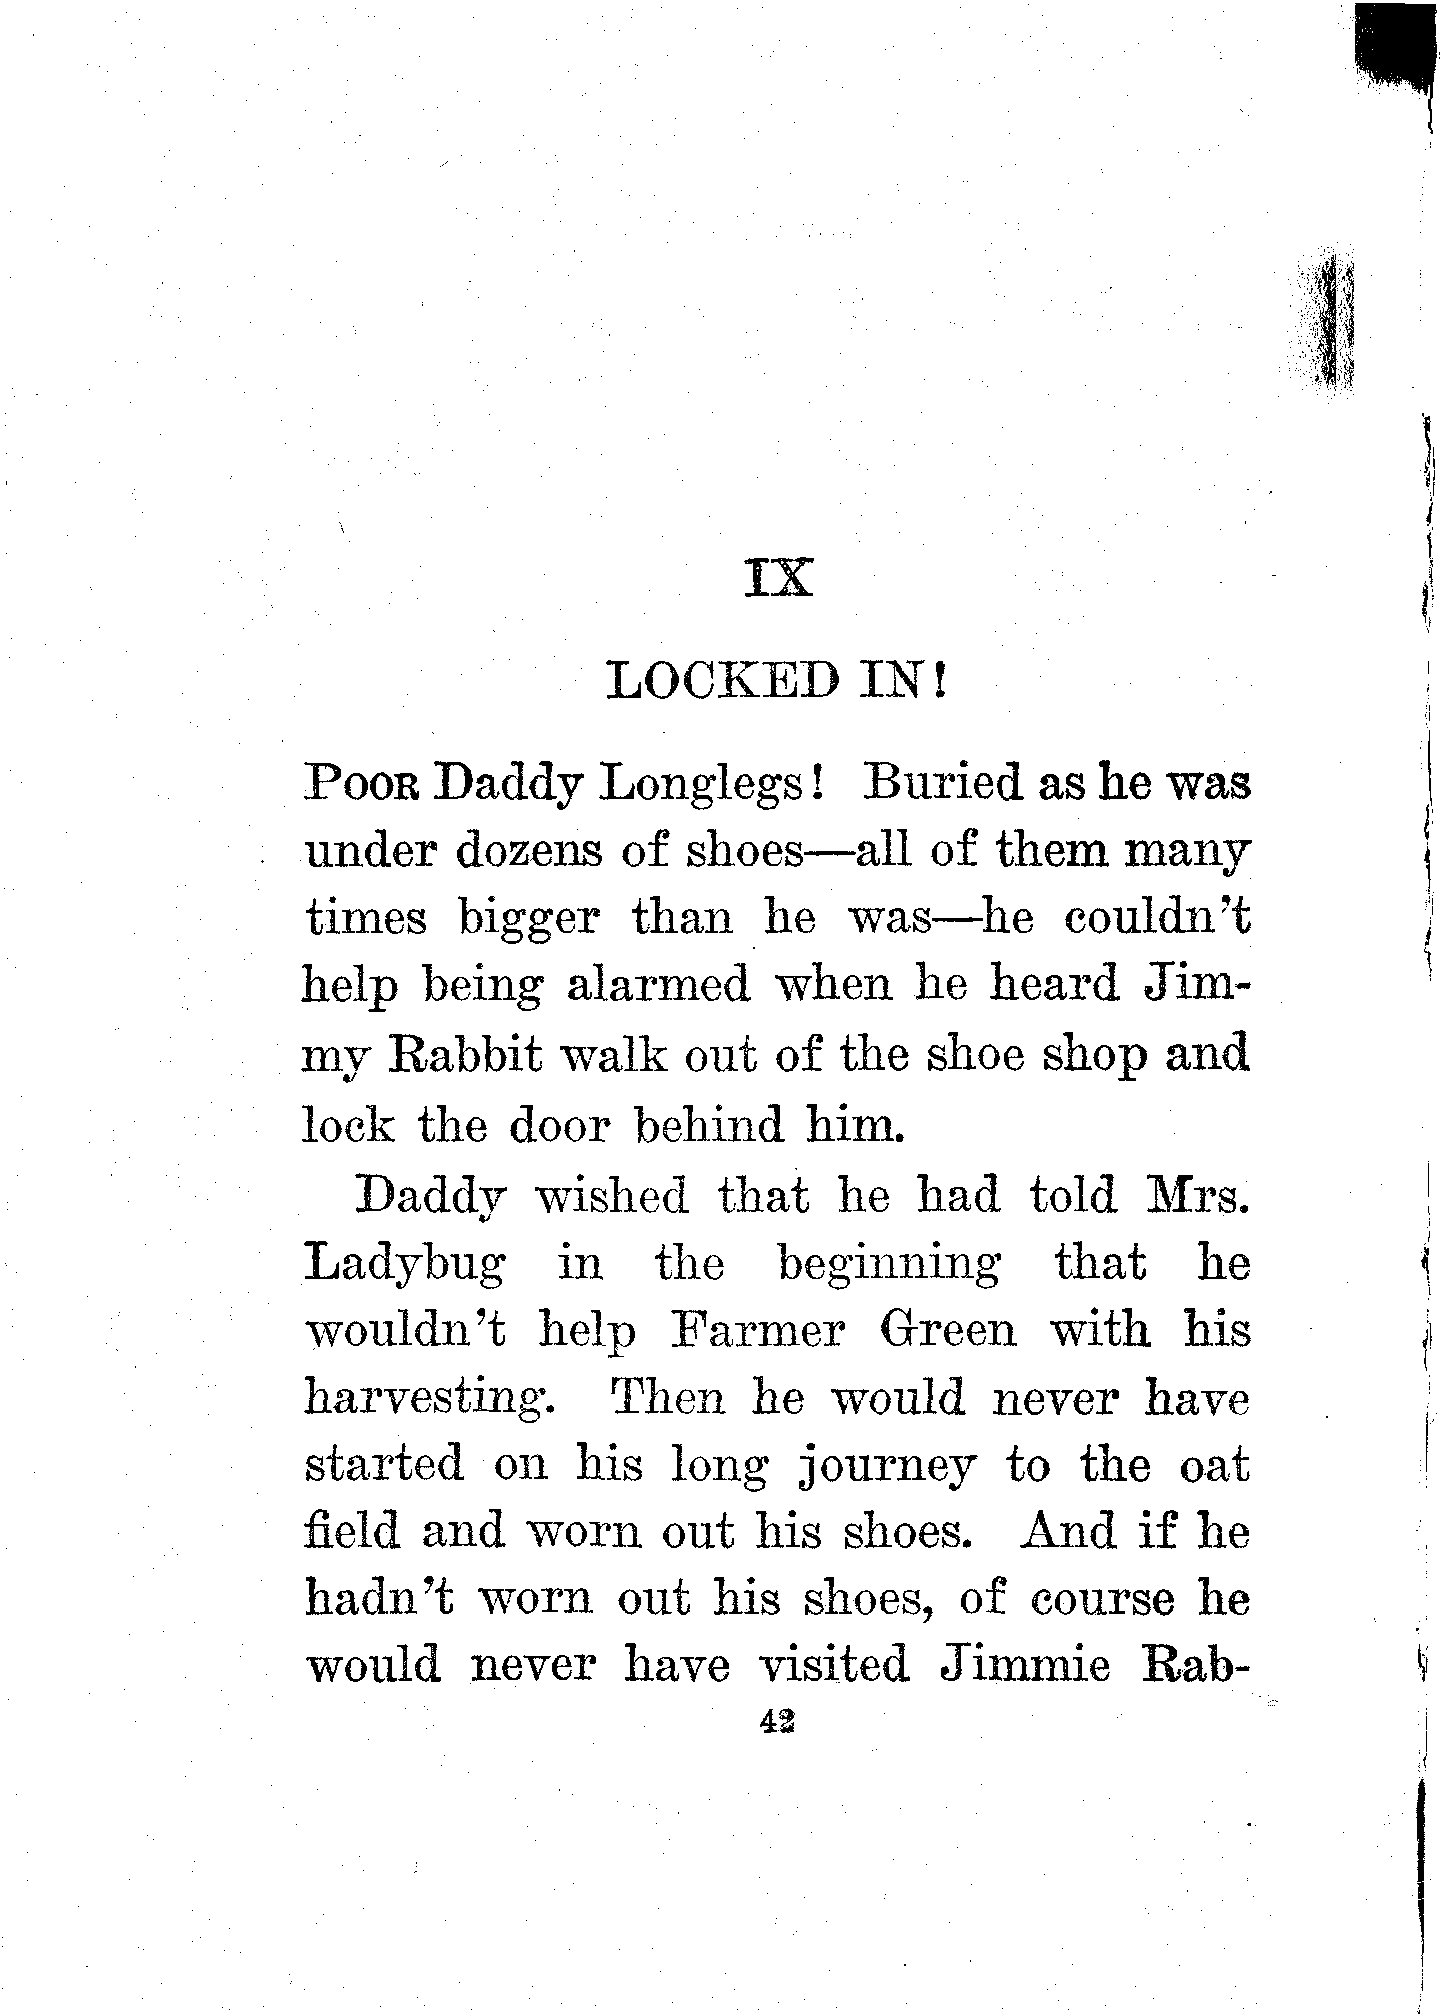 IX
LOCKED IN!
POOR Daddy Longlegs! Buried as he was
under dozens of shoes—all of them many
times bigger than he was—he couldn't
help being alarmed when he heard Jim-
my Rabbit walk out of the shoe shop and
lock the door behind him.
Daddy wished that he had told Mrs.
Ladybug in the beginning that he
wouldn't help Farmer Green with his
harvesting. Then he would never have
started on his long journey to the oat
field and worn out his shoes. And if he
hadn't worn out his shoes, of course he
would never have visited Jimmie Rab-
42